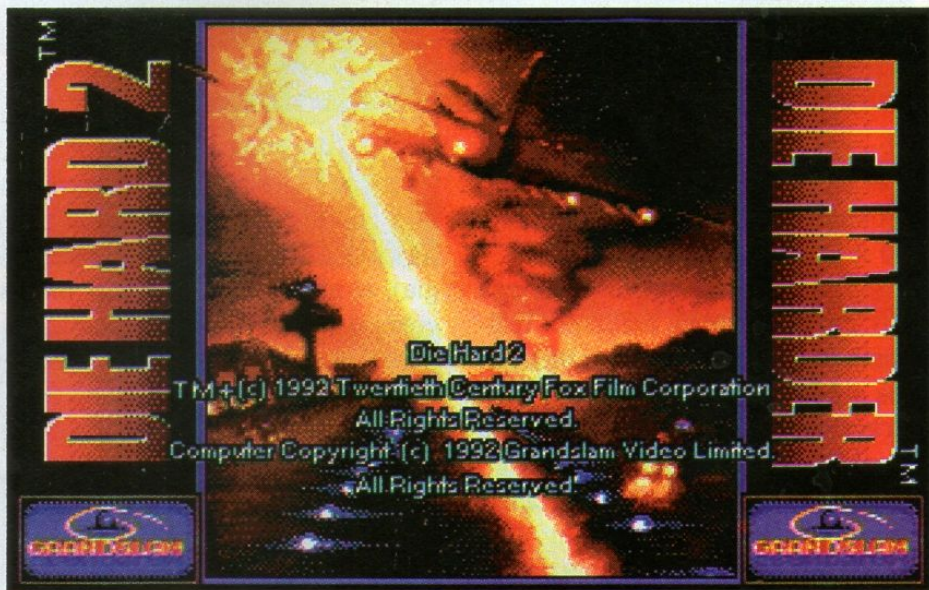 DIE HARD 2
TM
DIE HARDER
TM
Die Hard 2
TM+(c) 1992 Twentieth Century Fox Film Corporation
All Rights Reserved.
Computer Copyright (c) 1992 Grandslam Video Limited.
All Rights Reserved.
GRANDSLAM
GRANDSLAM